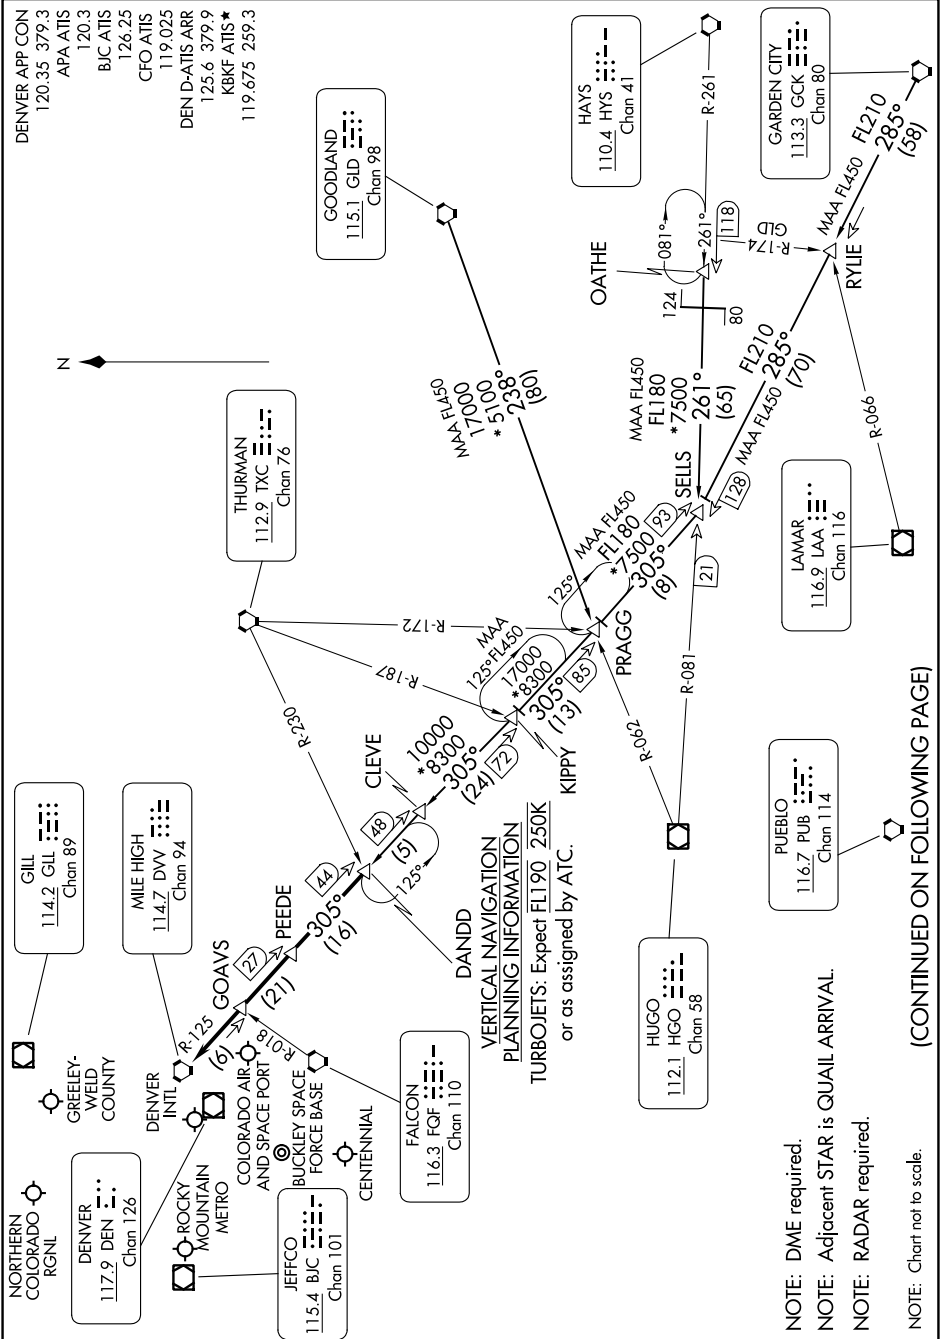 DENVER APP CON
120.35 379.3
APA ATIS
120.3
BJC ATIS
126.25
CFO ATIS
119.025
DEN D-ATIS ARR
125.6 379.9
KBKF ATIS★
119.675 259.3
N
GOODLAND
115.1 GLD
Chan 98
HAYS
110.4 HYS
Chan 41
GARDEN CITY
113.3 GCK
Chan 80
THURMAN
112.9 TXC
Chan 76
GILL
114.2 GLL
Chan 89
MILE HIGH
114.7 DVV
Chan 94
NORTHERN
COLORADO
RGNL
GREELEY-
WELD
COUNTY
DENVER
INTL
DENVER
117.9 DEN
Chan 126
ROCKY
MOUNTAIN
METRO
JEFFCO
115.4 BJC
Chan 101
COLORADO AIR
AND SPACE PORT
BUCKLEY SPACE
FORCE BASE
CENTENNIAL
FALCON
116.3 FQF
Chan 110
R-125
(6)
R-018
GOAVS
27
(21)
PEEDE
44
305°
(16)
DANDD
R-230
CLEVE
48
(5)
125°
10000
*8300
305°
(24)
72
KIPPY
R-187
R-172
MAA
FL450
125°
17000
*8300
305°
(13)
85
PRAGG
R-062
125°
MAA FL450
FL180
*7500
305°
(8)
93
SELLS
128
21
R-081
MAA FL450
17000
*5100
238°
(80)
MAA FL450
FL180
*7500
261°
(65)
124
80
OATHE
081°
261°
118
R-261
R-174
GLD
RYLIE
MAA FL450
FL210
285°
(58)
MAA FL450
FL210
285°
(70)
R-066
LAMAR
116.9 LAA
Chan 116
HUGO
112.1 HGO
Chan 58
PUEBLO
116.7 PUB
Chan 114
VERTICAL NAVIGATION
PLANNING INFORMATION
TURBOJETS: Expect FL190 250K
or as assigned by ATC.
NOTE: DME required.
NOTE: Adjacent STAR is QUAIL ARRIVAL.
NOTE: RADAR required.
NOTE: Chart not to scale.
(CONTINUED ON FOLLOWING PAGE)